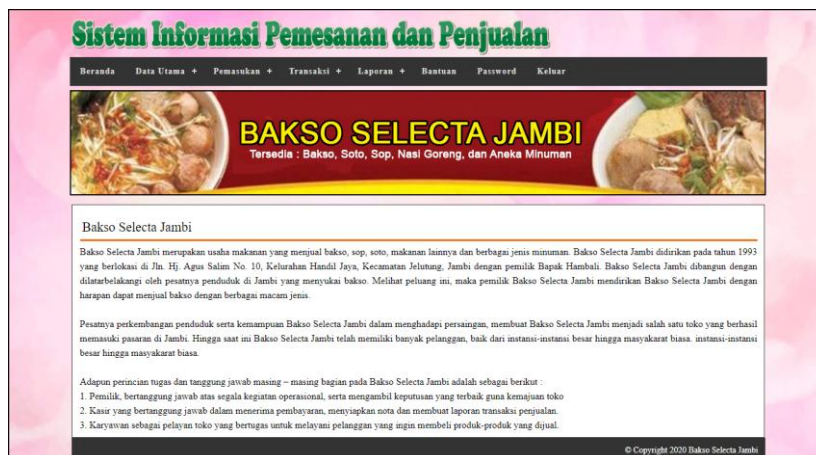 Sistem Informasi Pemesanan dan Penjualan
Beranda Data Utama + Pemasukan + Transaksi + Laporan + Bantuan Password Keluar
BAKSO SELECTA JAMBI
Tersedia : Bakso, Soto, Sop, Nasi Goreng, dan Aneka Minuman
Bakso Selecta Jambi
Bakso Selecta Jambi merupakan usaha makanan yang menjual bakso, sop, soto, makanan lainnya dan berbagai jenis minuman. Bakso Selecta Jambi didirikan pada tahun 1993
yang berlokasi di Jln. Hj. Agus Salim No. 10, Kelurahan Handil Jaya, Kecamatan Jelutung, Jambi dengan pemilik Bapak Hambali. Bakso Selecta Jambi dibangun dengan
dilatarbelakangi oleh pesatnya penduduk di Jambi yang menyukai bakso. Melihat peluang ini, maka pemilik Bakso Selecta Jambi mendirikan Bakso Selecta Jambi dengan
harapan dapat menjual bakso dengan berbagai macam jenis.
Pesatnya perkembangan penduduk serta kemampuan Bakso Selecta Jambi dalam menghadapi persaingan, membuat Bakso Selecta Jambi menjadi salah satu toko yang berhasil
memasuki pasaran di Jambi. Hingga saat ini Bakso Selecta Jambi telah memiliki banyak pelanggan, baik dari instansi-instansi besar hingga masyakarat biasa. instansi-instansi
besar hingga masyakarat biasa.
Adapun perincian tugas dan tanggung jawab masing – masing bagian pada Bakso Selecta Jambi adalah sebagai berikut :
1. Pemilik, bertanggung jawab atas segala kegiatan operasional, serta mengambil keputusan yang terbaik guna kemajuan toko
2. Kasir yang bertanggung jawab dalam menerima pembayaran, menyiapkan nota dan membuat laporan transaksi penjualan.
3. Karyawan sebagai pelayan toko yang bertugas untuk melayani pelanggan yang ingin membeli produk-produk yang dijual.
© Copyright 2020 Bakso Selecta Jambi